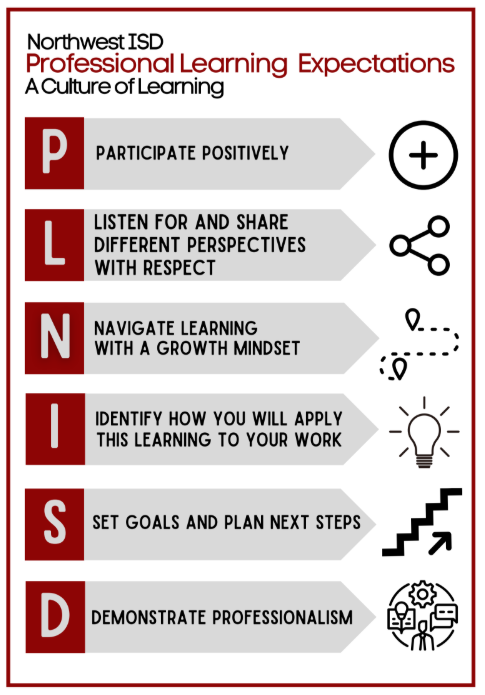 Northwest ISD
Professional Learning Expectations
A Culture of Learning
P
PARTICIPATE POSITIVELY
L
LISTEN FOR AND SHARE
DIFFERENT PERSPECTIVES
WITH RESPECT
N
NAVIGATE LEARNING
WITH A GROWTH MINDSET
I
IDENTIFY HOW YOU WILL APPLY
THIS LEARNING TO YOUR WORK
S
SET GOALS AND PLAN NEXT STEPS
D
DEMONSTRATE PROFESSIONALISM